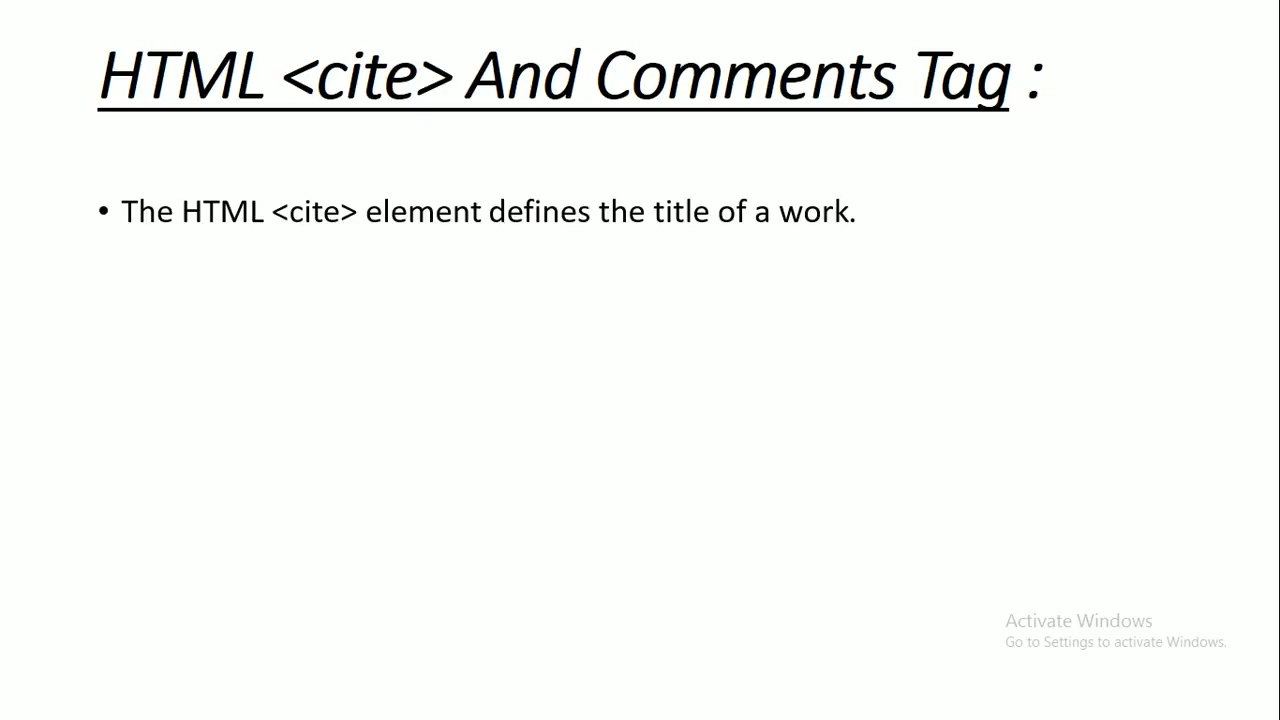 HTML <cite> And Comments Tag :
• The HTML <cite> element defines the title of a work.
Activate Windows
Go to Settings to activate Windows.